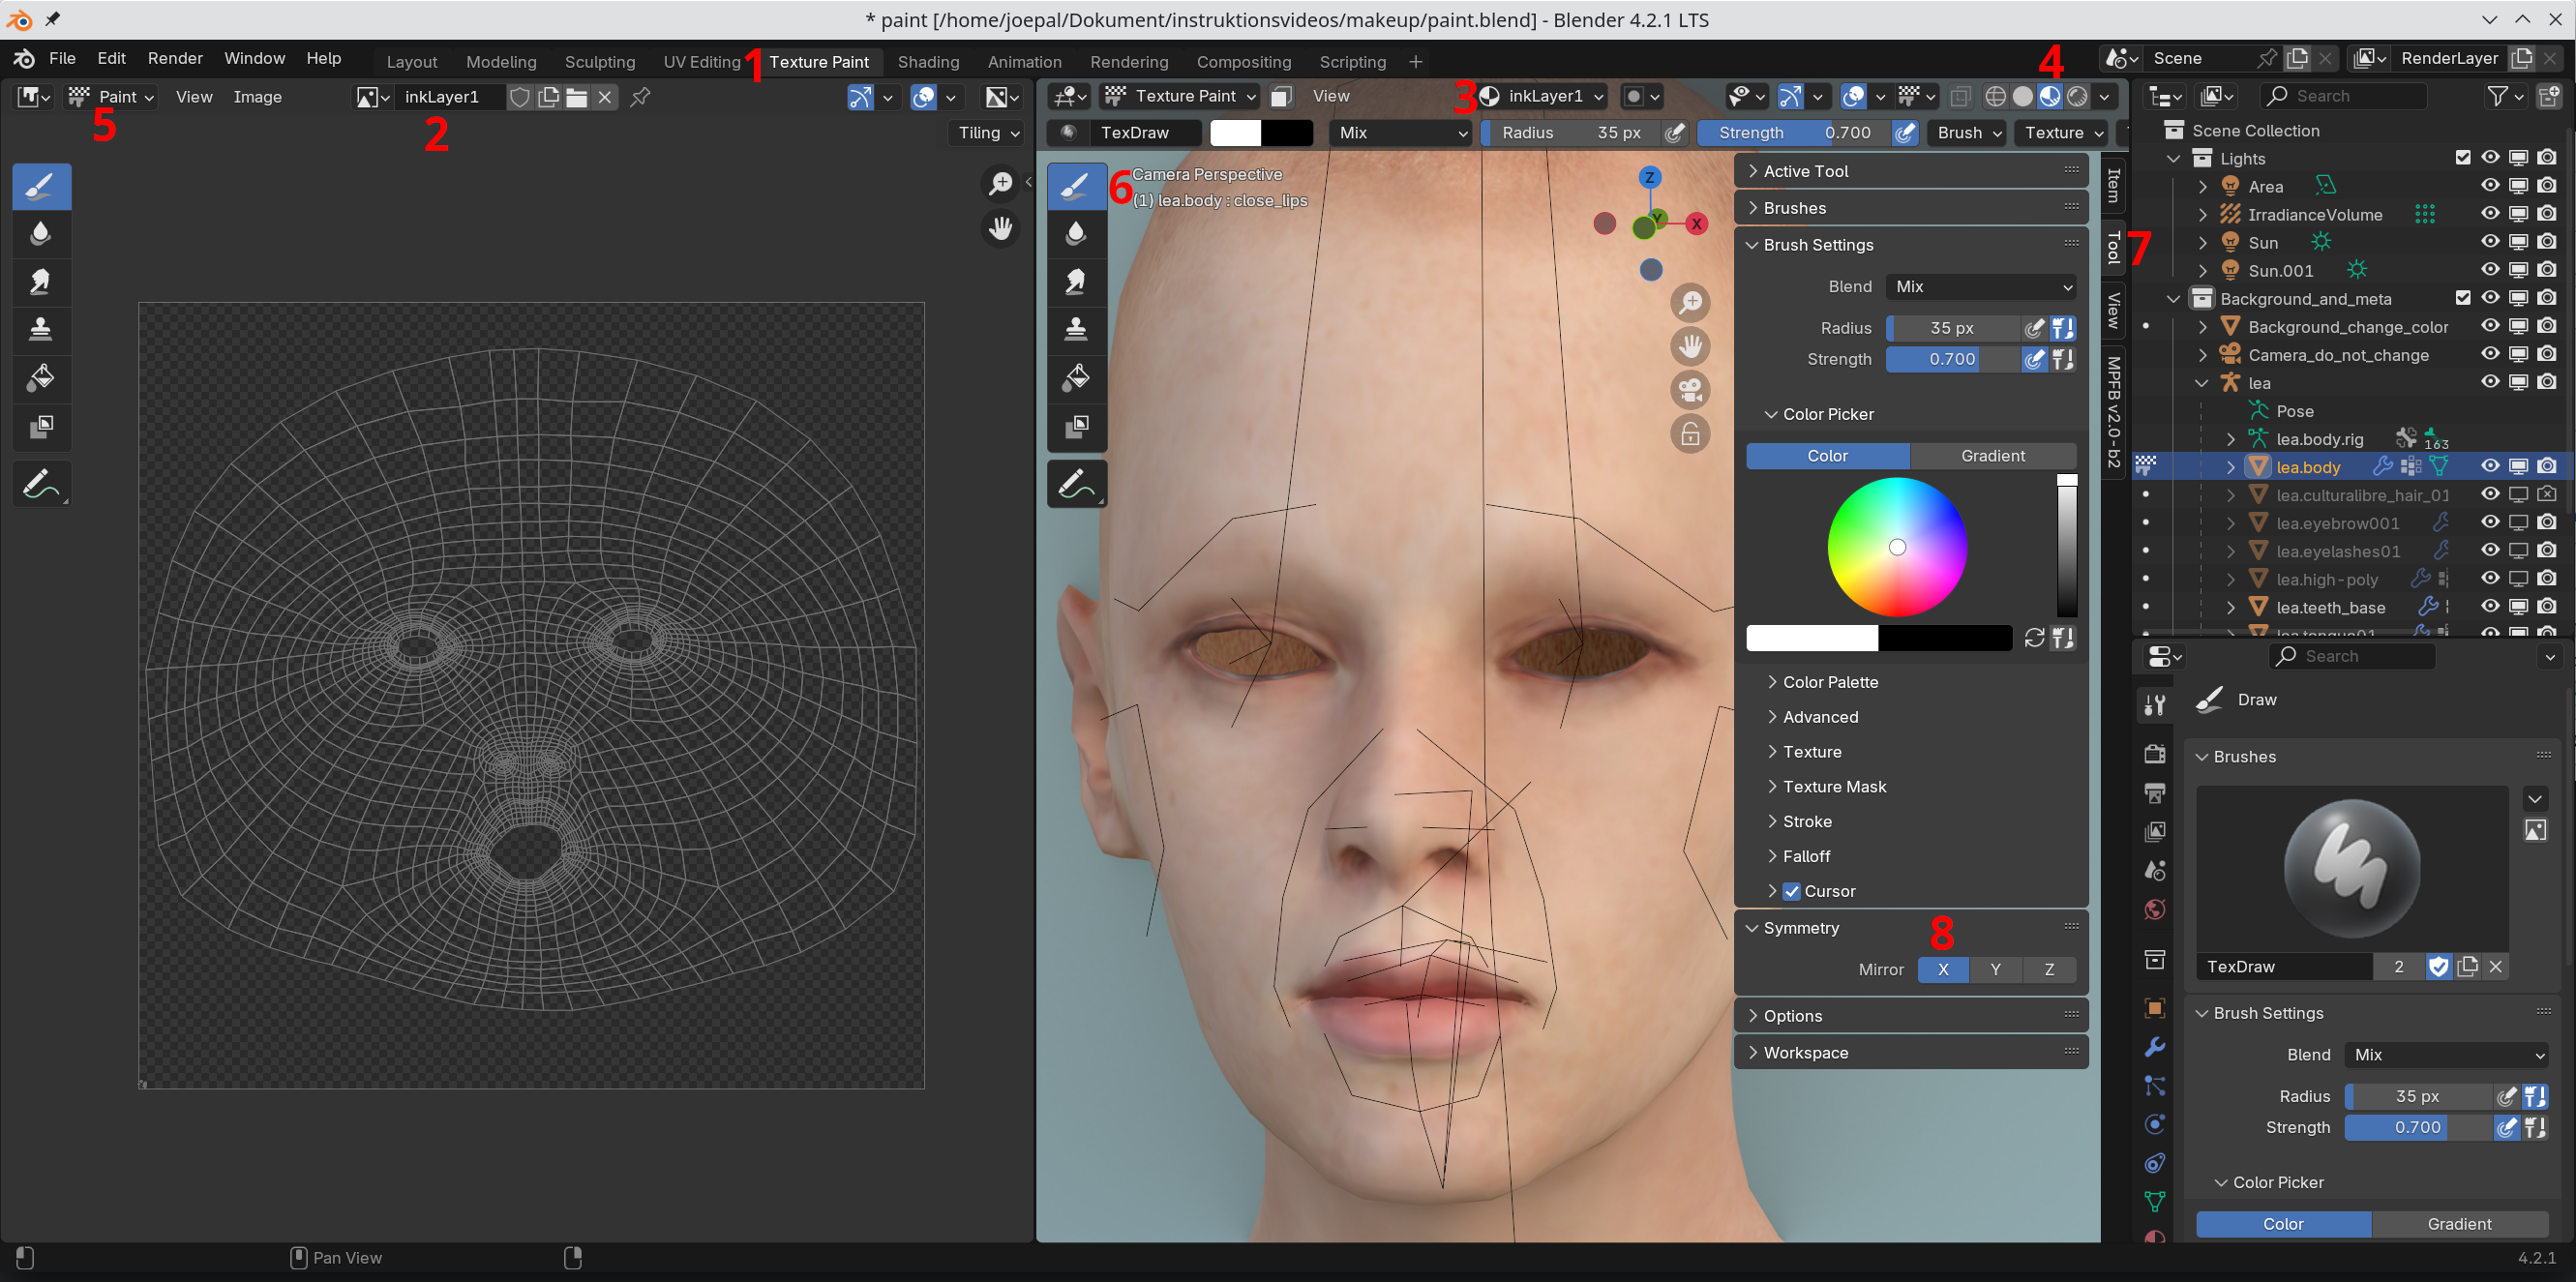 * paint [/home/joepal/Dokument/instruktionsvideos/makeup/paint.blend] - Blender 4.2.1 LTS
File Edit Render Window Help Layout Modeling Sculpting UV Editing 1 Texture Paint Shading Animation Rendering Compositing Scripting + 4 Scene RenderLayer
Paint View Image inkLayer1
5 2
Tiling
Texture Paint View 3 inkLayer1
TexDraw Mix Radius 35 px Strength 0.700 Brush Texture
6 Camera Perspective
(1) lea.body : close_lips
Z
Y X
Active Tool
Brushes
Brush Settings
Blend Mix
Radius 35 px
Strength 0.700
Color Picker
Color Gradient
Color Palette
Advanced
Texture
Texture Mask
Stroke
Falloff
Cursor
Symmetry 8
Mirror X Y Z
Options
Workspace
Item
Tool 7
View
MPFB v2.0-b2
Search
Scene Collection
Lights
Area
IrradianceVolume
Sun
Sun.001
Background_and_meta
Background_change_color
Camera_do_not_change
lea
Pose
lea.body.rig 163
lea.body
lea.culturalibre_hair_01
lea.eyebrow001
lea.eyelashes01
lea.high-poly
lea.teeth_base
Search
Draw
Brushes
TexDraw 2
Brush Settings
Blend Mix
Radius 35 px
Strength 0.700
Color Picker
Color Gradient
Pan View 4.2.1